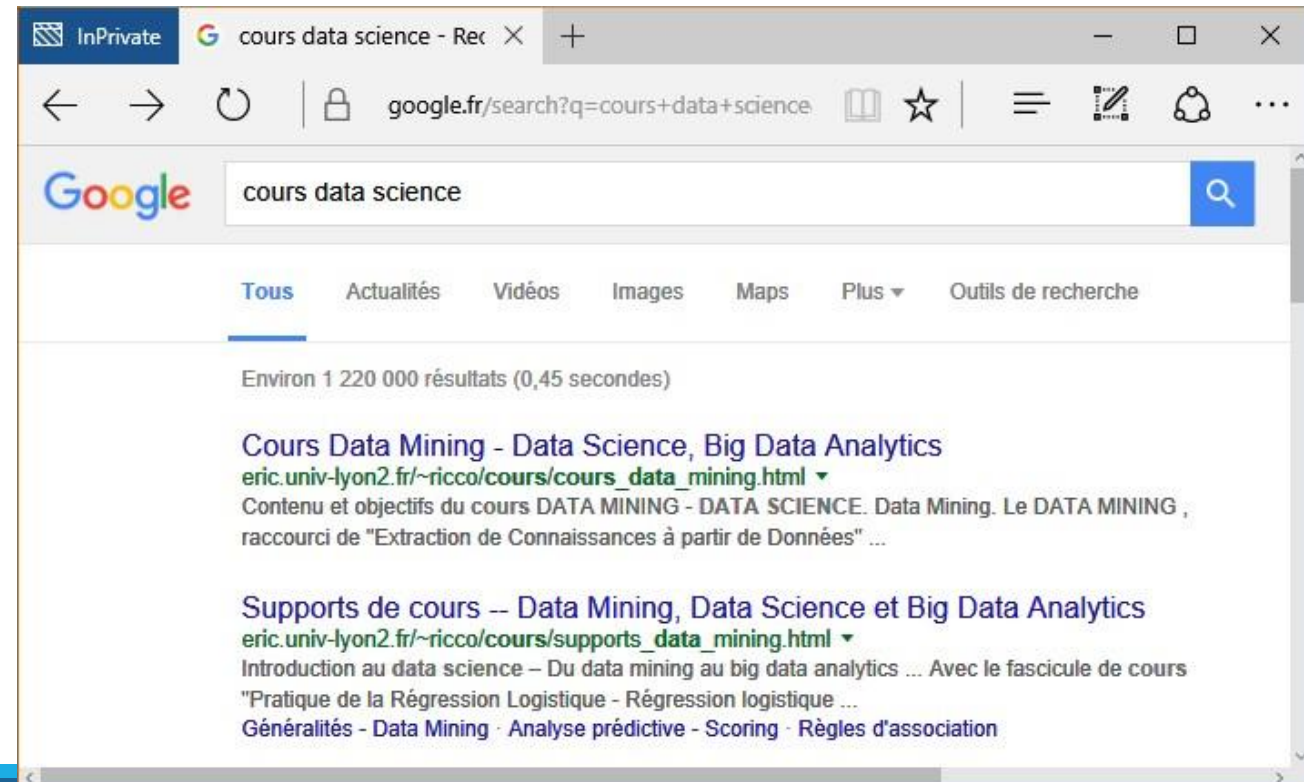 InPrivate
cours data science - Rec
google.fr/search?q=cours+data+science
Google
cours data science
Tous Actualités Vidéos Images Maps Plus Outils de recherche
Environ 1 220 000 résultats (0,45 secondes)
Cours Data Mining - Data Science, Big Data Analytics
eric.univ-lyon2.fr/~ricco/cours/cours_data_mining.html
Contenu et objectifs du cours DATA MINING - DATA SCIENCE. Data Mining. Le DATA MINING ,
raccourci de "Extraction de Connaissances à partir de Données" ...
Supports de cours -- Data Mining, Data Science et Big Data Analytics
eric.univ-lyon2.fr/~ricco/cours/supports_data_mining.html
Introduction au data science – Du data mining au big data analytics ... Avec le fascicule de cours
"Pratique de la Régression Logistique - Régression logistique ...
Généralités - Data Mining · Analyse prédictive - Scoring · Règles d'association